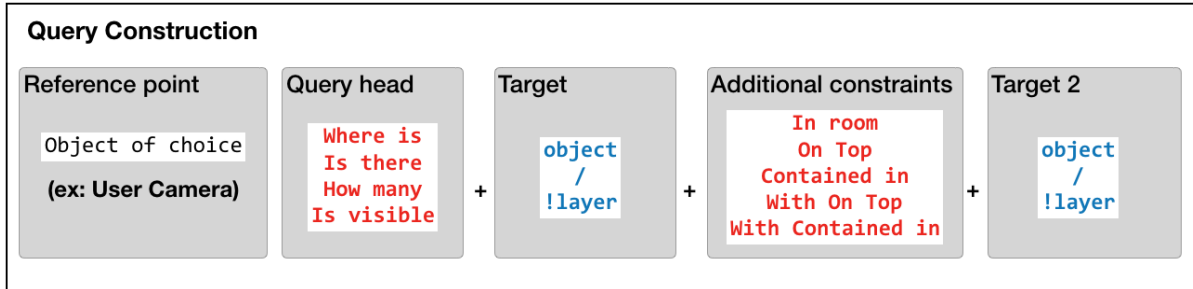 Query Construction
Reference point
Object of choice
(ex: User Camera)
Query head
Where is
Is there
How many
Is visible
+
Target
object
/
!layer
+
Additional constraints
In room
On Top
Contained in
With On Top
With Contained in
+
Target 2
object
/
!layer